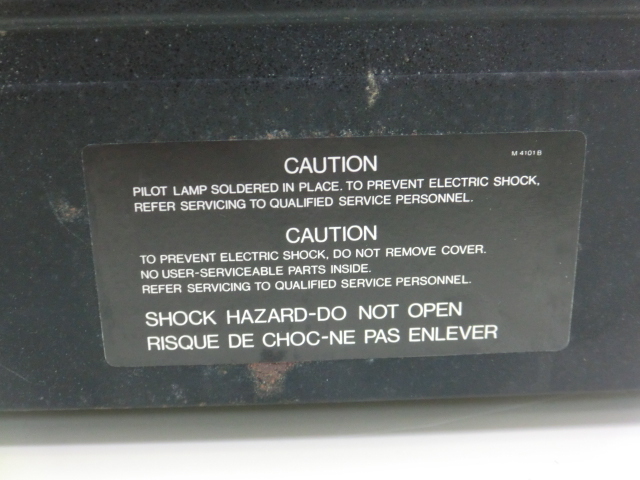 M 4101 B
CAUTION
PILOT LAMP SOLDERED IN PLACE. TO PREVENT ELECTRIC SHOCK,
REFER SERVICING TO QUALIFIED SERVICE PERSONNEL.
CAUTION
TO PREVENT ELECTRIC SHOCK, DO NOT REMOVE COVER.
NO USER-SERVICEABLE PARTS INSIDE.
REFER SERVICING TO QUALIFIED SERVICE PERSONNEL.
SHOCK HAZARD-DO NOT OPEN
RISQUE DE CHOC-NE PAS ENLEVER